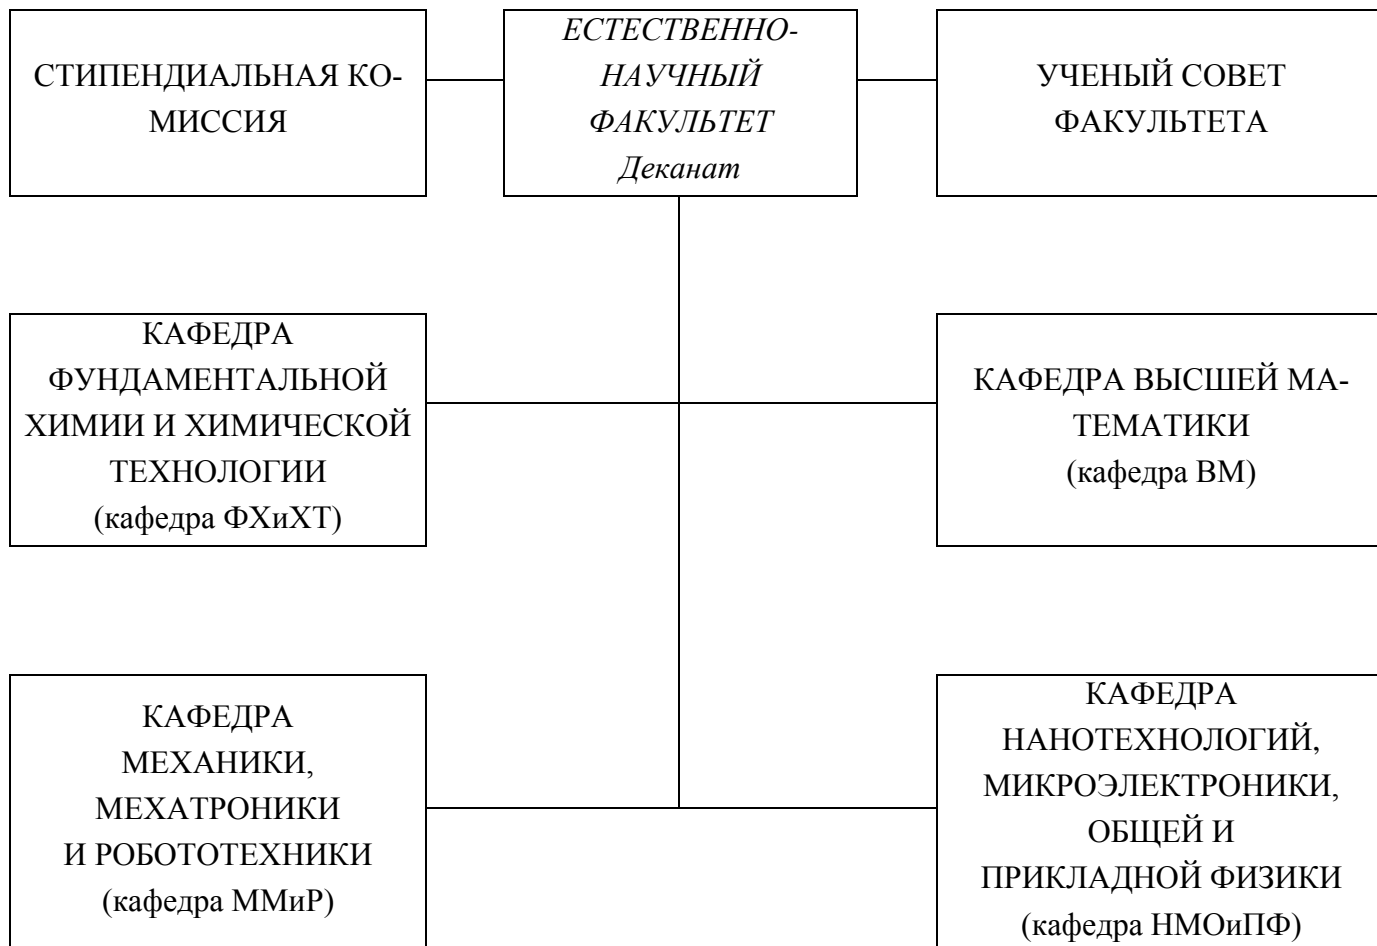 СТИПЕНДИАЛЬНАЯ КО-
МИССИЯ
ЕСТЕСТВЕННО-
НАУЧНЫЙ
ФАКУЛЬТЕТ
Деканат
УЧЕНЫЙ СОВЕТ
ФАКУЛЬТЕТА
КАФЕДРА
ФУНДАМЕНТАЛЬНОЙ
ХИМИИ И ХИМИЧЕСКОЙ
ТЕХНОЛОГИИ
(кафедра ФХиХТ)
КАФЕДРА ВЫСШЕЙ МА-
ТЕМАТИКИ
(кафедра ВМ)
КАФЕДРА
МЕХАНИКИ,
МЕХАТРОНИКИ
И РОБОТОТЕХНИКИ
(кафедра ММиР)
КАФЕДРА
НАНОТЕХНОЛОГИЙ,
МИКРОЭЛЕКТРОНИКИ,
ОБЩЕЙ И
ПРИКЛАДНОЙ ФИЗИКИ
(кафедра НМОиПФ)